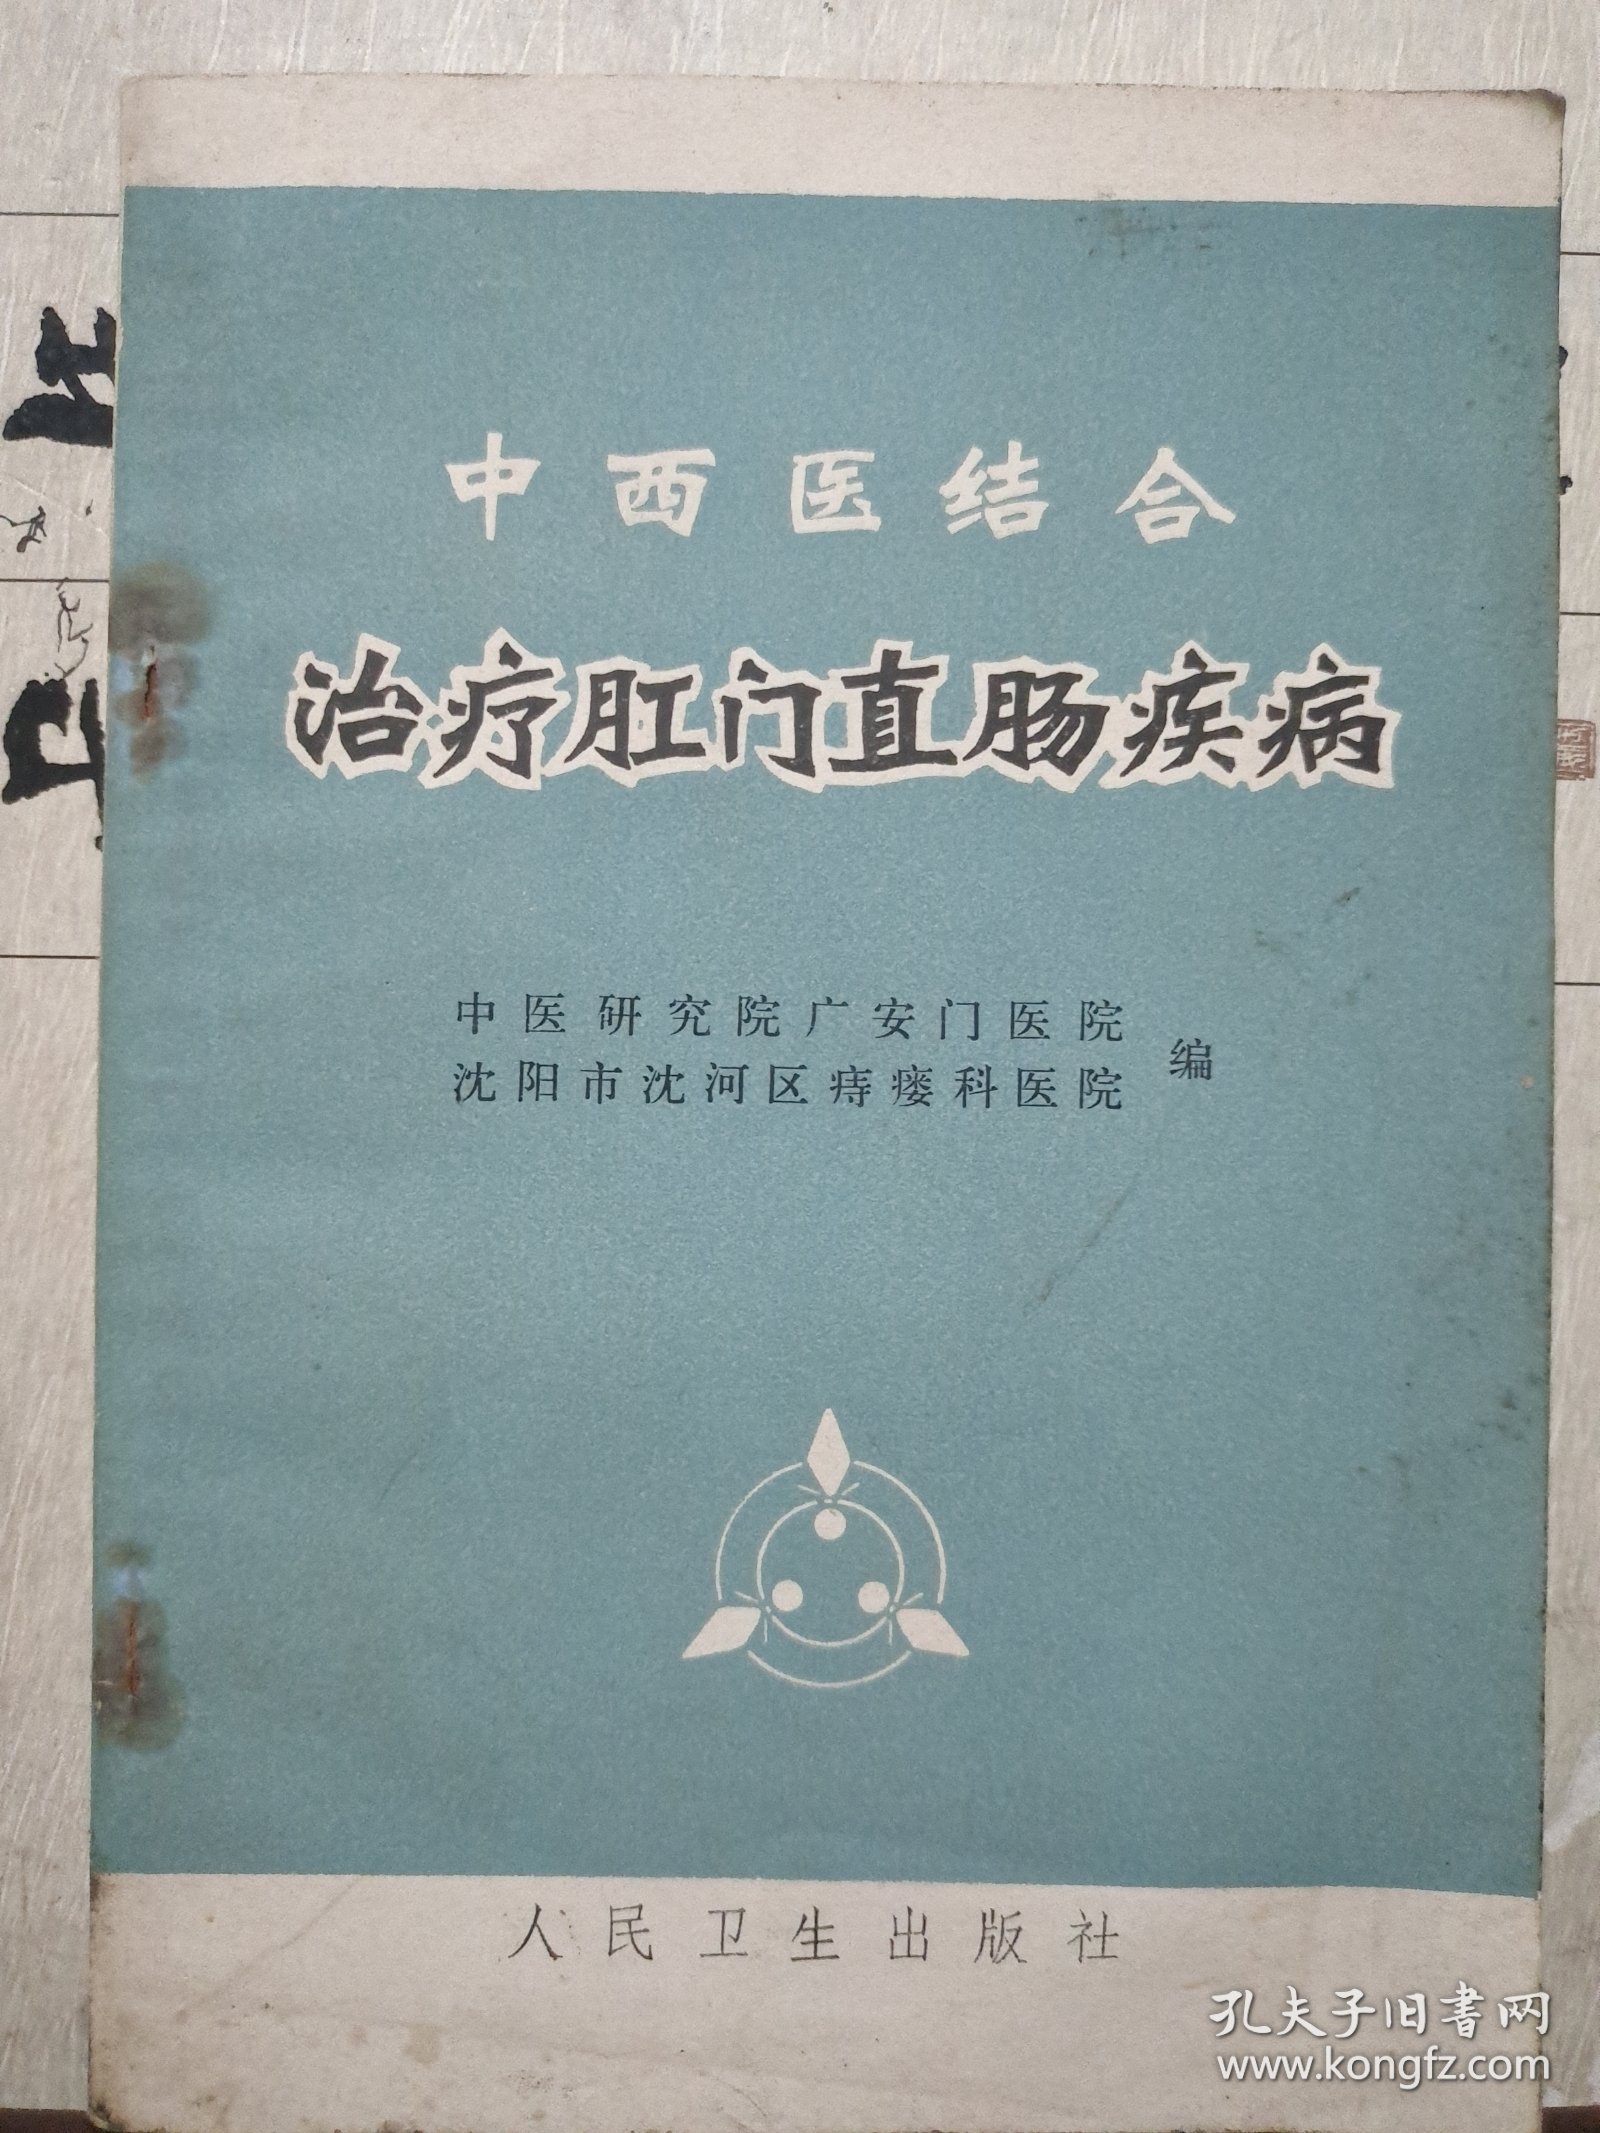 中西医结合
治疗肛门直肠疾病
中医研究院广安门医院
沈阳市沈河区痔瘘科医院
编
人民卫生出版社
孔夫子旧书网
www.kongfz.com